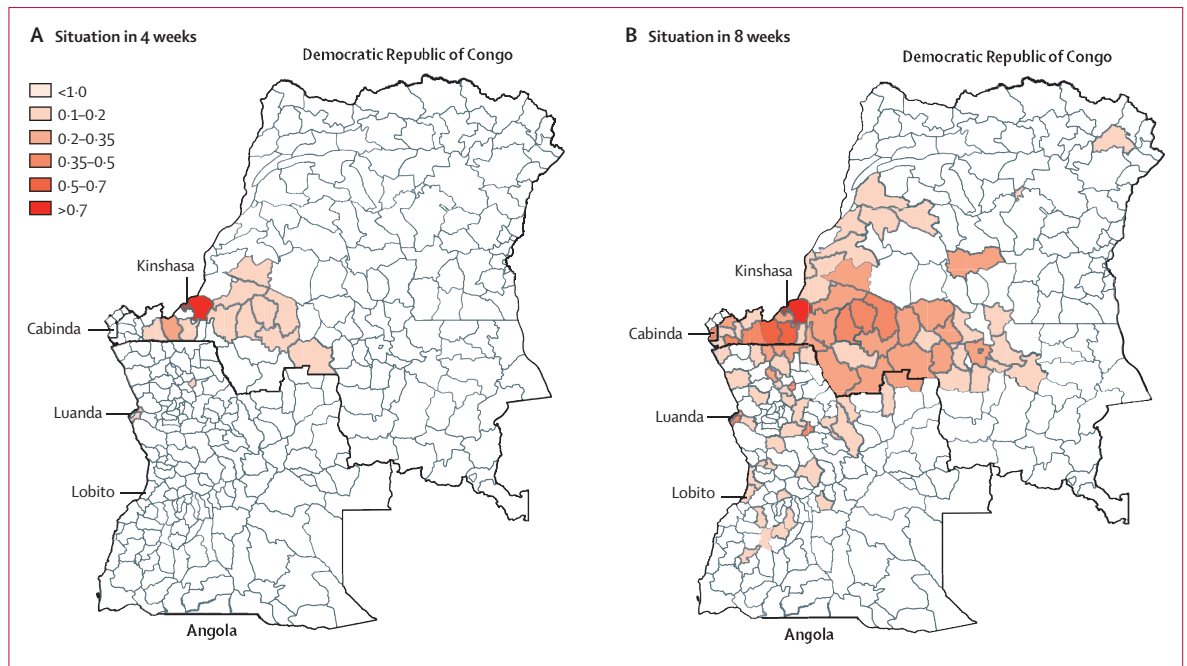 A Situation in 4 weeks
Democratic Republic of Congo
<1·0
0·1–0·2
0·2–0·35
0·35–0·5
0·5–0·7
>0·7
Kinshasa
Cabinda
Luanda
Lobito
Angola
B Situation in 8 weeks
Democratic Republic of Congo
Kinshasa
Cabinda
Luanda
Lobito
Angola